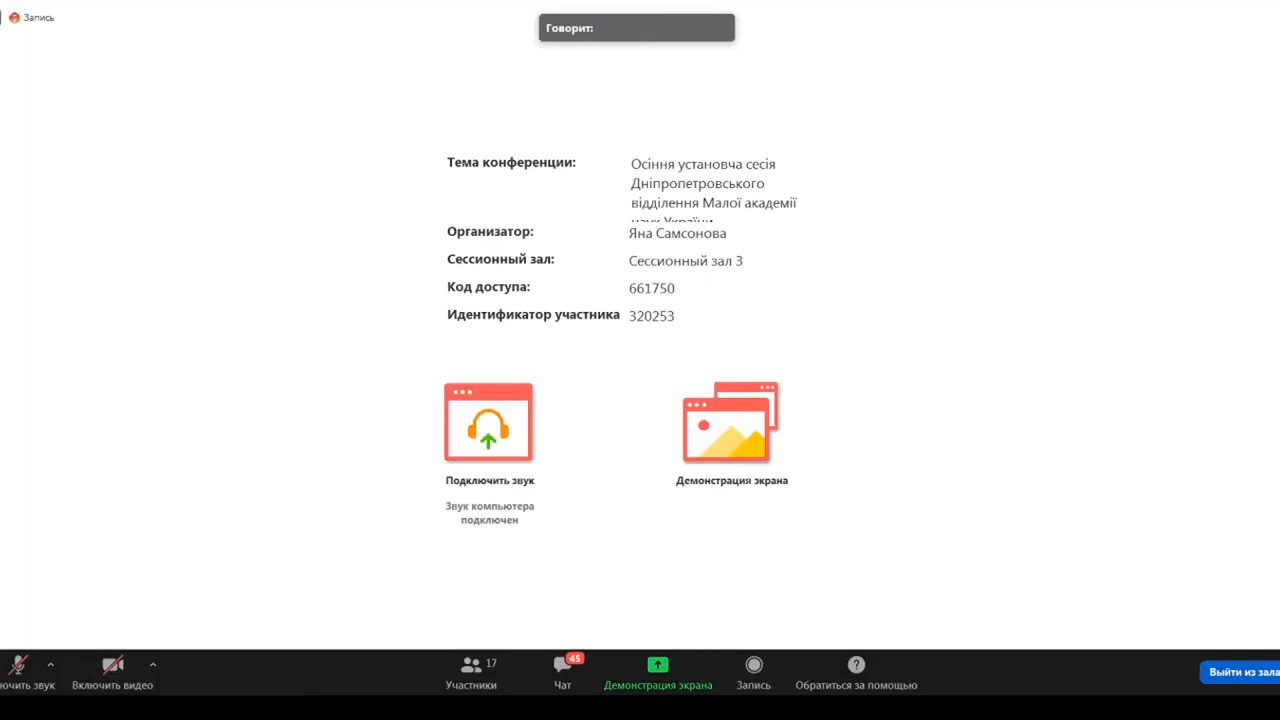 Запись
Говорит:
Тема конференции:
Осіння установча сесія
Дніпропетровського
відділення Малої академії
наук України
Организатор:
Яна Самсонова
Сессионный зал:
Сессионный зал 3
Код доступа:
661750
Идентификатор участника
320253
Подключить звук
Демонстрация экрана
Звук компьютера
подключен
17
45
ючить звук
Включить видео
Участники
Чат
Демонстрация экрана
Запись
Обратиться за помощью
Выйти из зала